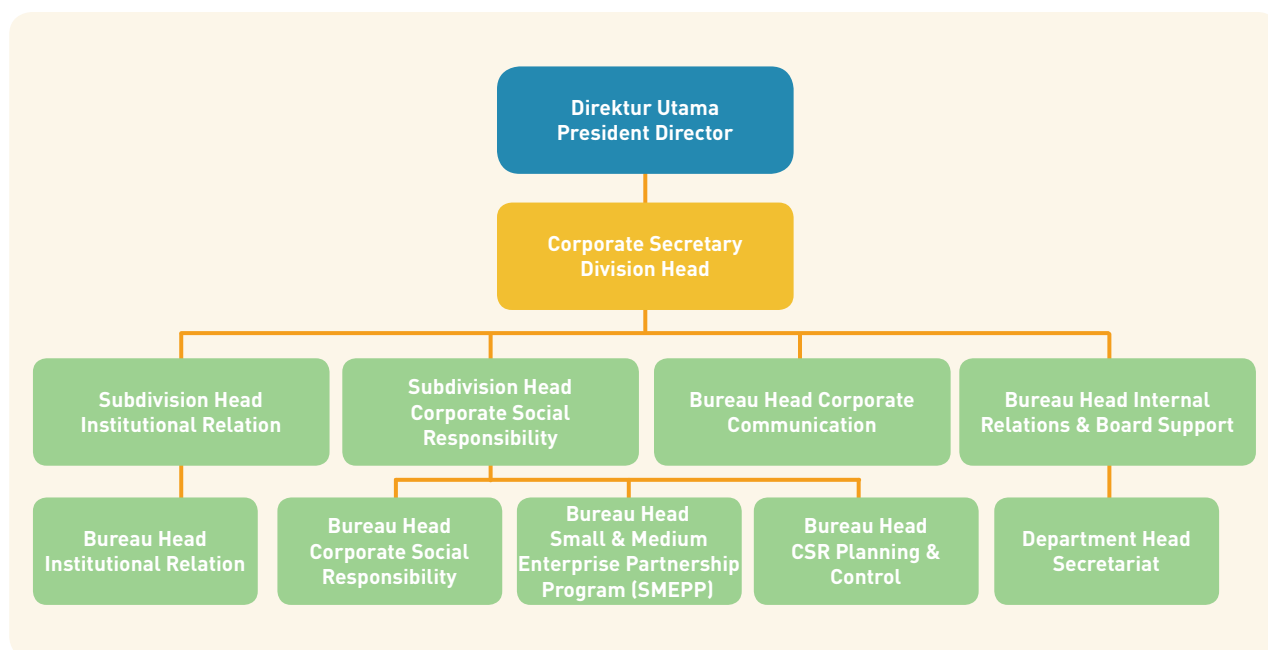 Direktur Utama
President Director
Corporate Secretary
Division Head
Subdivision Head
Institutional Relation
Subdivision Head
Corporate Social
Responsibility
Bureau Head Corporate
Communication
Bureau Head Internal
Relations & Board Support
Bureau Head
Institutional Relation
Bureau Head
Corporate Social
Responsibility
Bureau Head
Small & Medium
Enterprise Partnership
Program (SMEPP)
Bureau Head
CSR Planning &
Control
Department Head
Secretariat